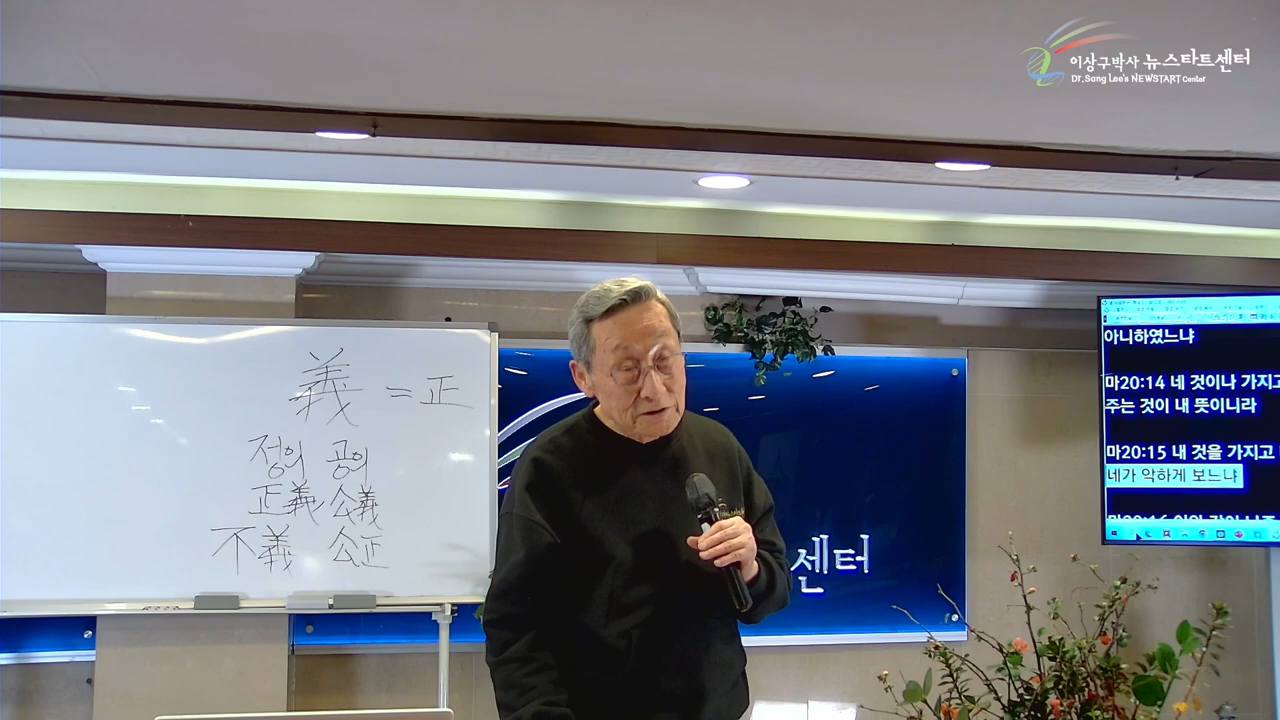 이상구박사 뉴스타트센터
Dr. Sang Lee's NEWSTART Center
義 = 正
정의 공의
正義 公義
不義 公正
센터
아니하였느냐
마20:14 네 것이나 가지고
주는 것이 내 뜻이니라
마20:15 내 것을 가지고
네가 악하게 보느냐